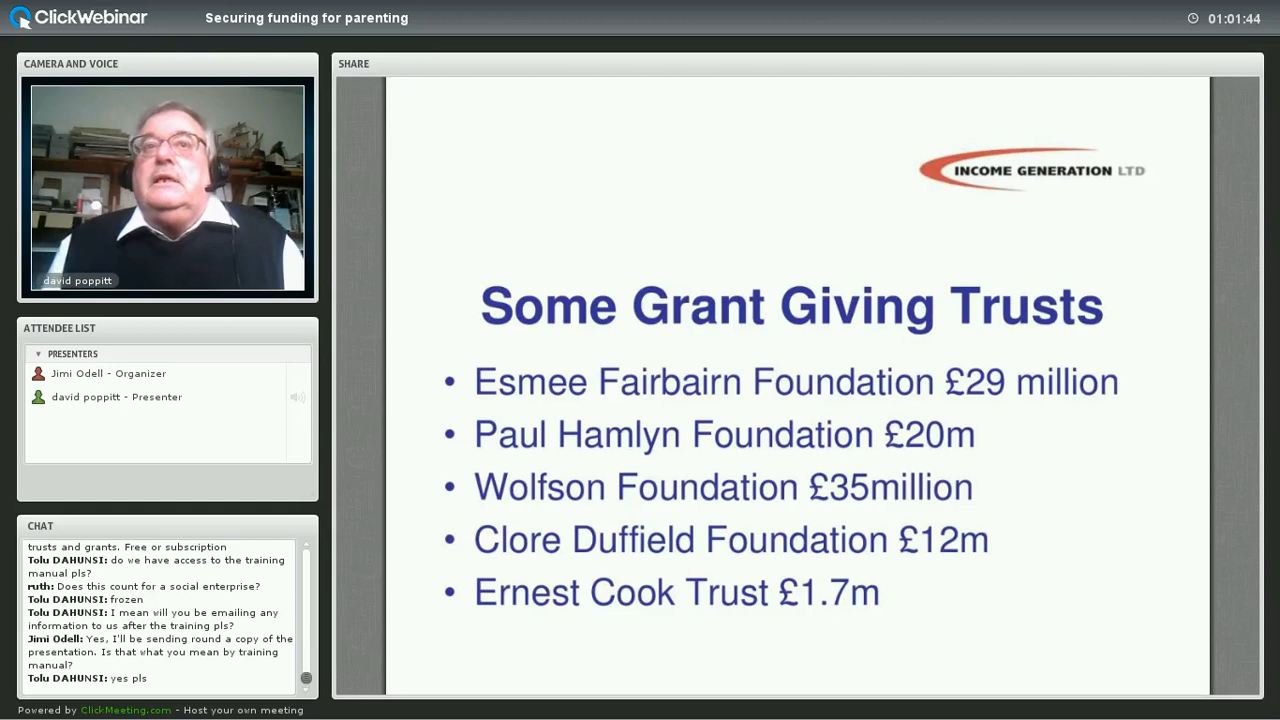 ClickWebinar
Securing funding for parenting
01:01:44
CAMERA AND VOICE
david poppitt
ATTENDEE LIST
PRESENTERS
Jimi Odell - Organizer
david poppitt - Presenter
CHAT
trusts and grants. Free or subscription
Tolu DAHUNSI: do we have access to the training
manual pls?
ruth: Does this count for a social enterprise?
Tolu DAHUNSI: frozen
Tolu DAHUNSI: I mean will you be emailing any
information to us after the training pls?
Jimi Odell: Yes, I'll be sending round a copy of the
presentation. Is that what you mean by training
manual?
Tolu DAHUNSI: yes pls
Powered by ClickMeeting.com - Host your own meeting
SHARE
INCOME GENERATION LTD
Some Grant Giving Trusts
• Esmee Fairbairn Foundation £29 million
• Paul Hamlyn Foundation £20m
• Wolfson Foundation £35million
• Clore Duffield Foundation £12m
• Ernest Cook Trust £1.7m